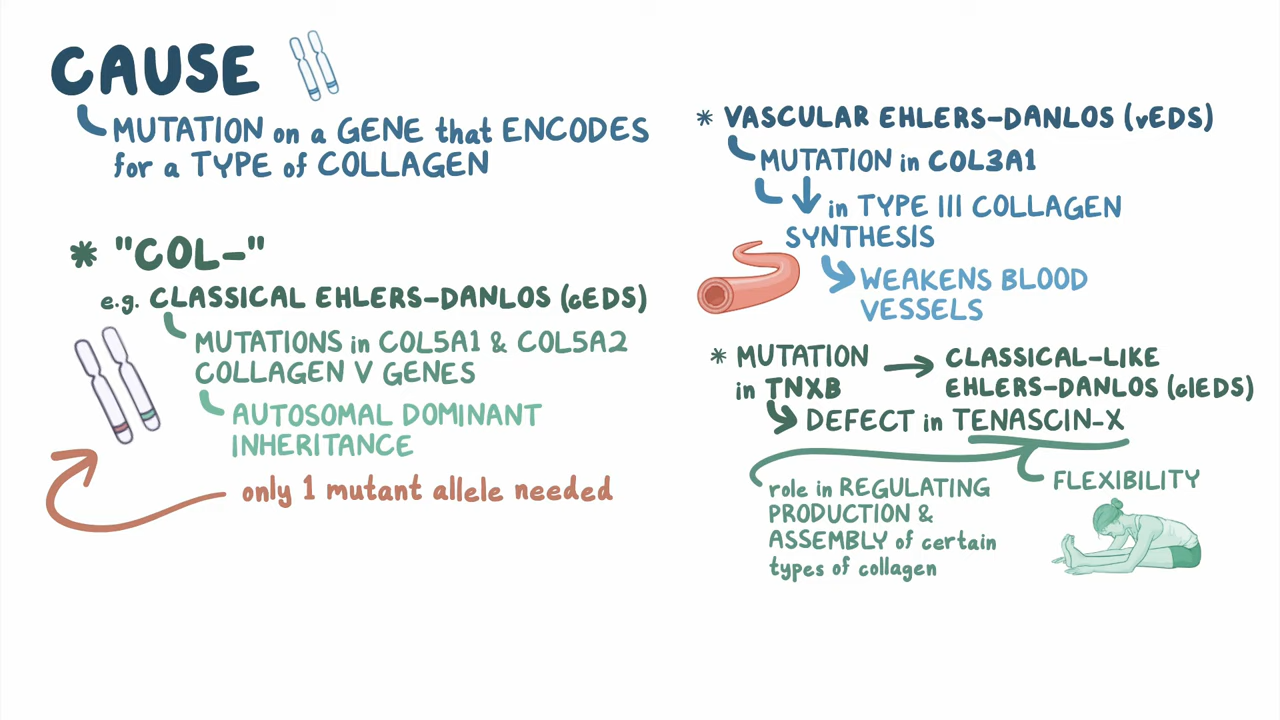 CAUSE
MUTATION on a GENE that ENCODES
for a TYPE of COLLAGEN
* "COL-"
e.g. CLASSICAL EHLERS-DANLOS (cEDS)
MUTATIONS in COL5A1 & COL5A2
COLLAGEN V GENES
AUTOSOMAL DOMINANT
INHERITANCE
only 1 mutant allele needed
* VASCULAR EHLERS-DANLOS (vEDS)
MUTATION in COL3A1
↓ in TYPE III COLLAGEN
SYNTHESIS
WEAKENS BLOOD
VESSELS
* MUTATION → CLASSICAL-LIKE
in TNXB EHLERS-DANLOS (clEDS)
DEFECT in TENASCIN-X
role in REGULATING
PRODUCTION &
ASSEMBLY of certain
types of collagen
FLEXIBILITY